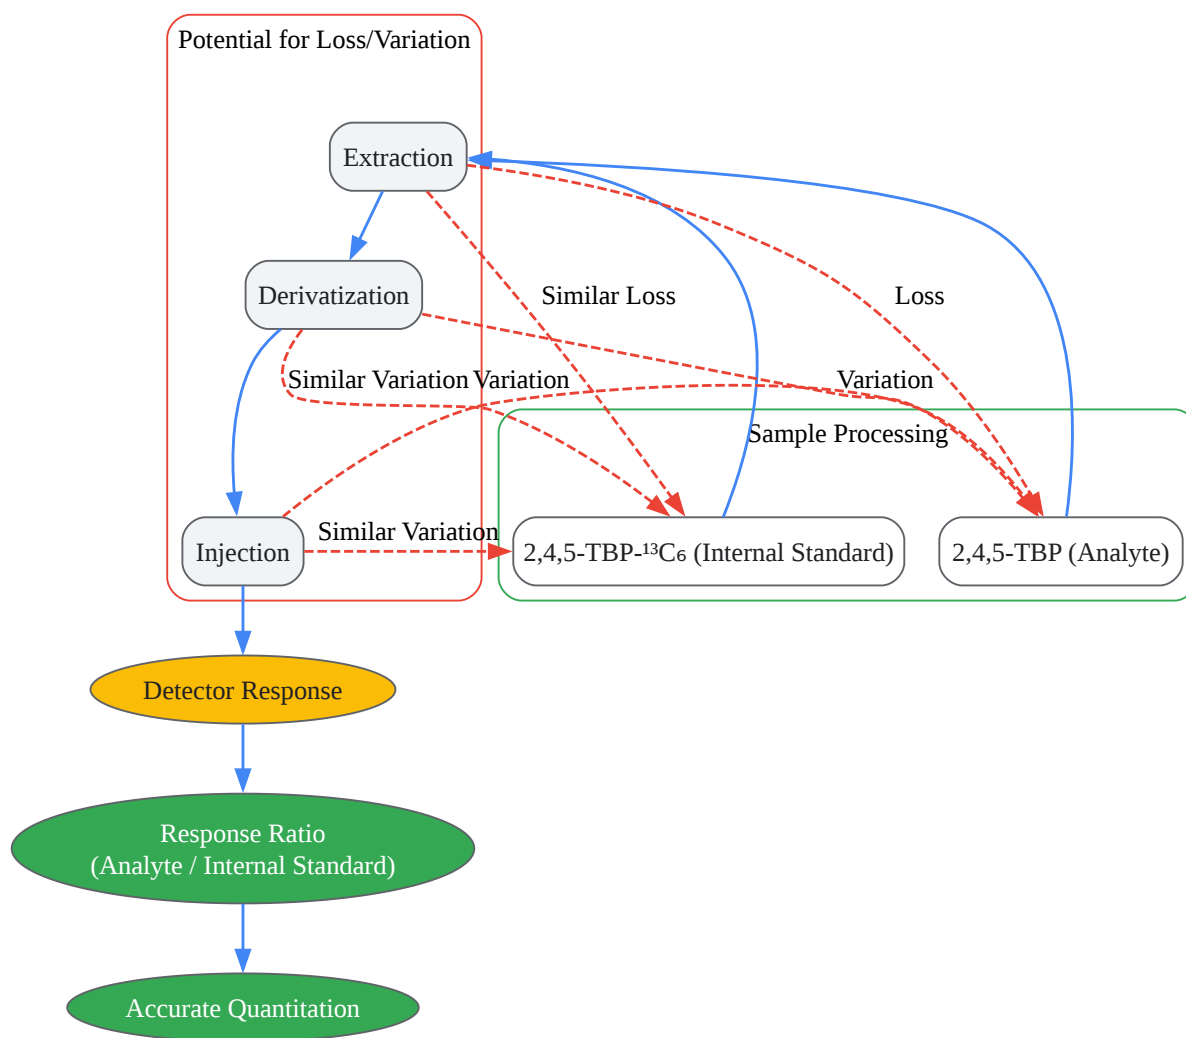 Potential for Loss/Variation
Extraction
Derivatization
Similar Loss
Loss
Similar Variation
Variation
Variation
Sample Processing
Similar Variation
Injection
2,4,5-TBP-¹³C₆ (Internal Standard)
2,4,5-TBP (Analyte)
Detector Response
Response Ratio
(Analyte / Internal Standard)
Accurate Quantitation